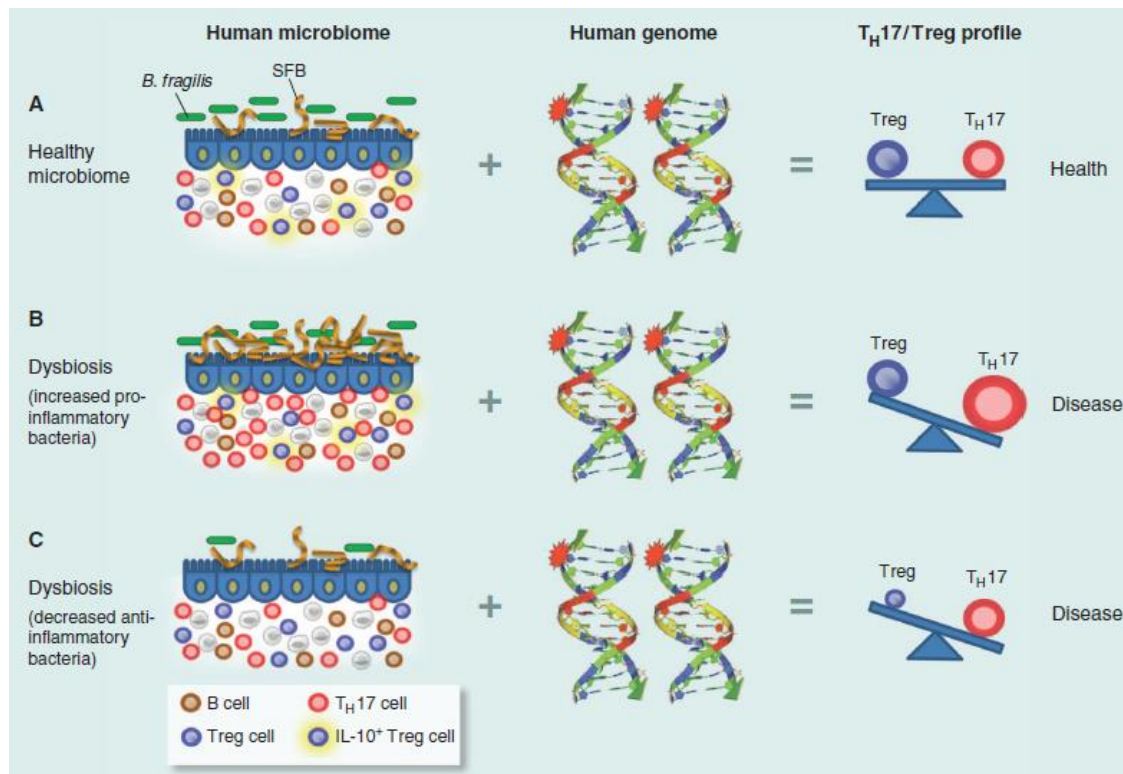 Human microbiome
Human genome
TH17/Treg profile
SFB
B. fragilis
A
Healthy
microbiome
+
=
Treg
TH17
Health
B
Dysbiosis
(increased pro-
inflammatory
bacteria)
+
=
Treg
TH17
Disease
C
Dysbiosis
(decreased anti-
inflammatory
bacteria)
+
=
Treg
TH17
Disease
B cell
TH17 cell
Treg cell
IL-10+ Treg cell